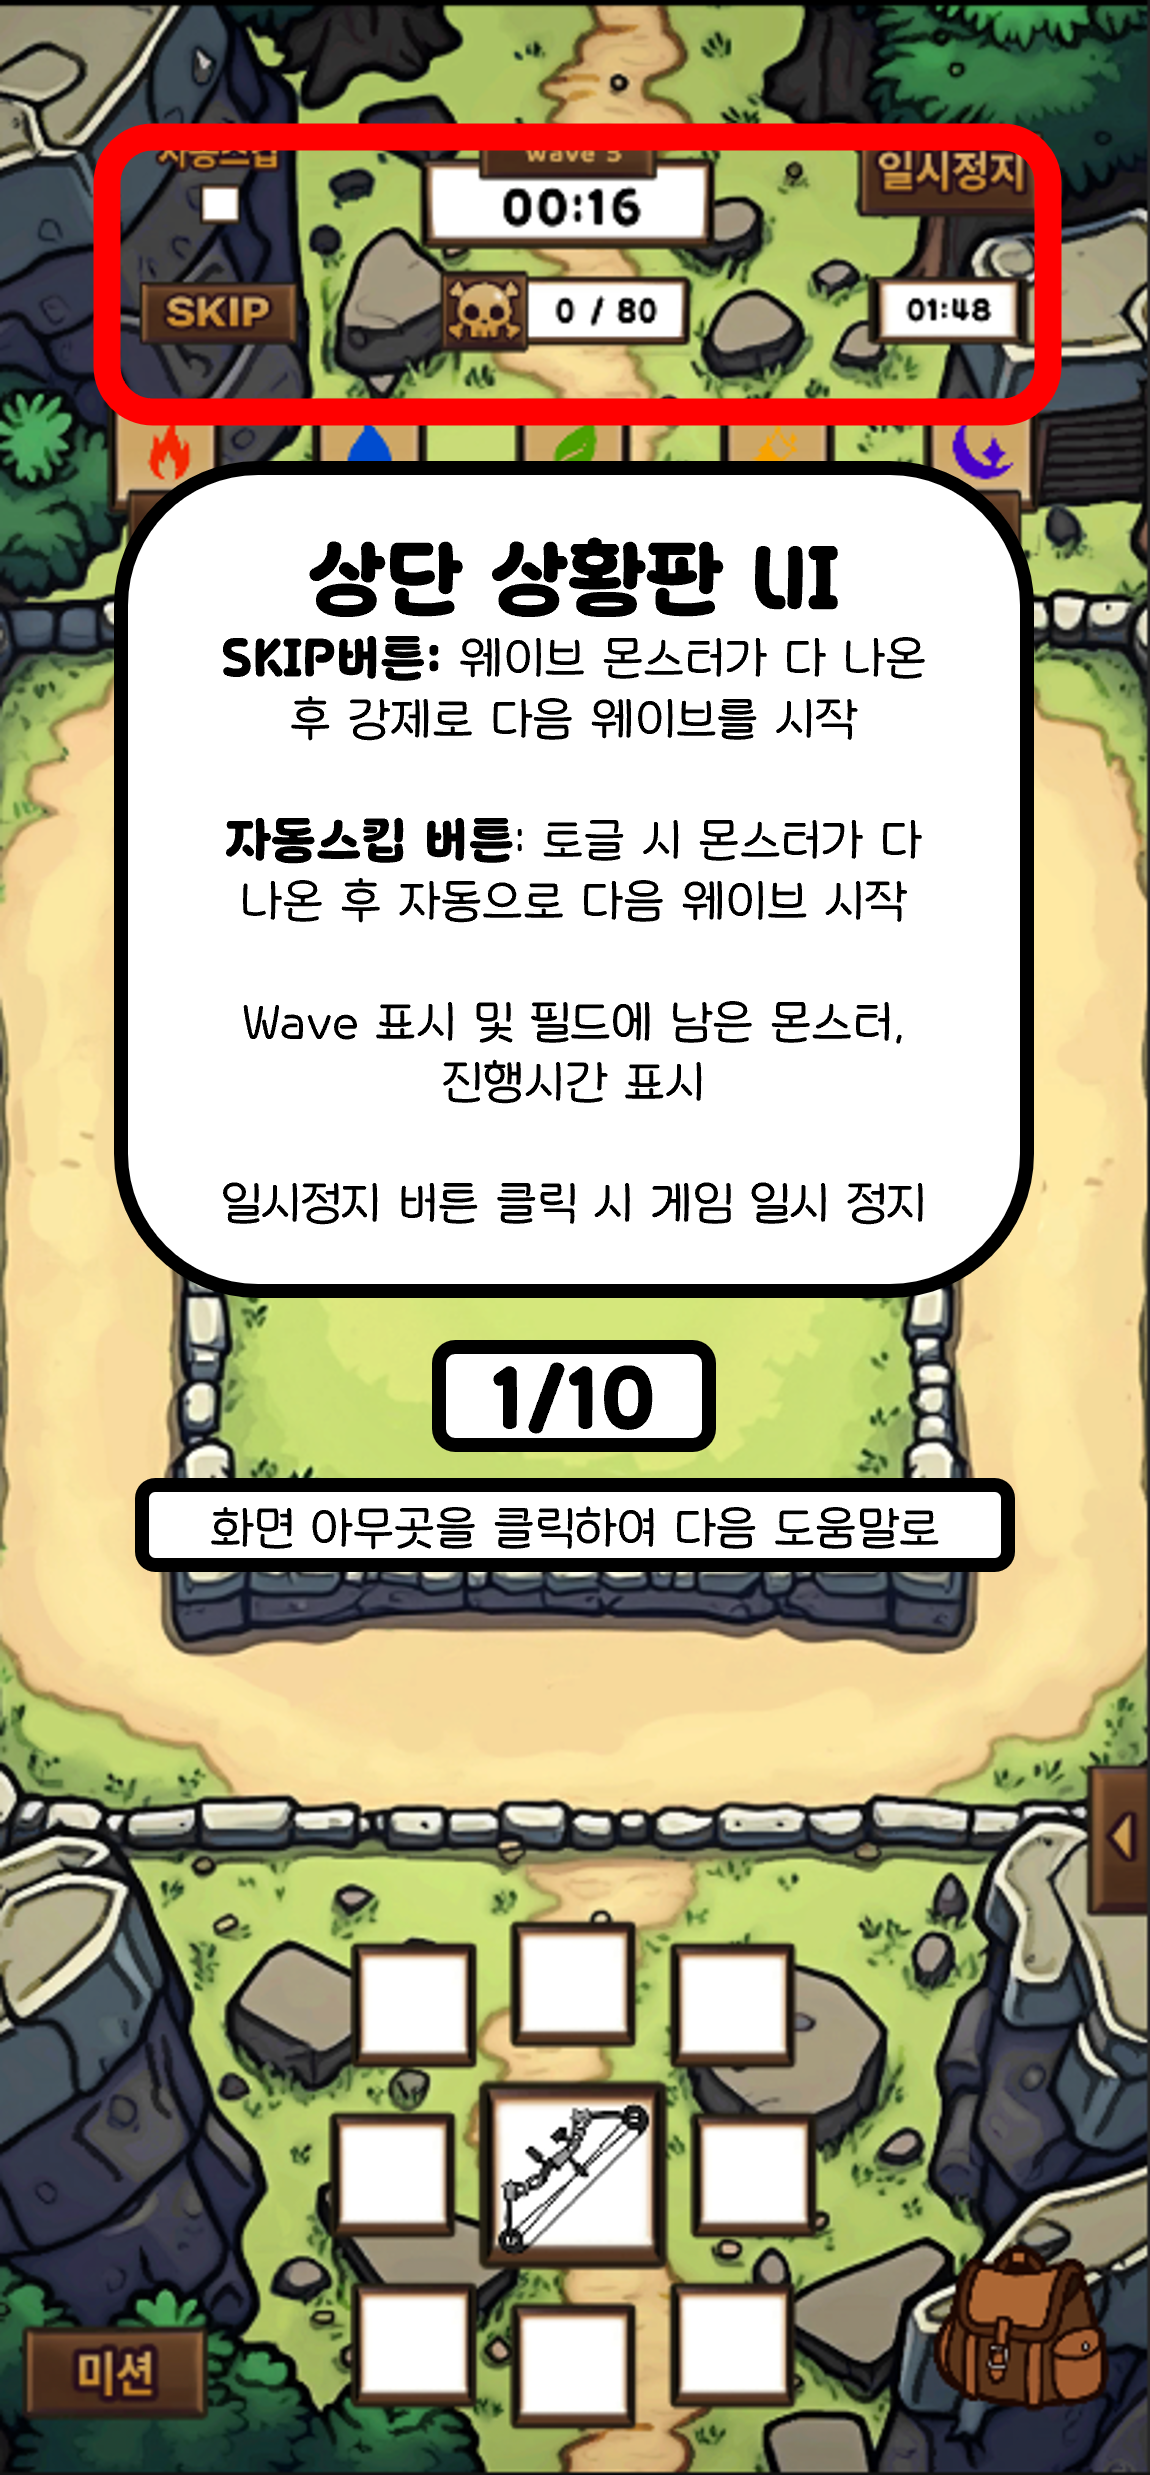 자동스킵
wave 5
일시정지
00:16
SKIP
0 / 80
01:48
상단 상황판 UI
SKIP버튼: 웨이브 몬스터가 다 나온
후 강제로 다음 웨이브를 시작
자동스킵 버튼: 토글 시 몬스터가 다
나온 후 자동으로 다음 웨이브 시작
Wave 표시 및 필드에 남은 몬스터,
진행시간 표시
일시정지 버튼 클릭 시 게임 일시 정지
1/10
화면 아무곳을 클릭하여 다음 도움말로
미션